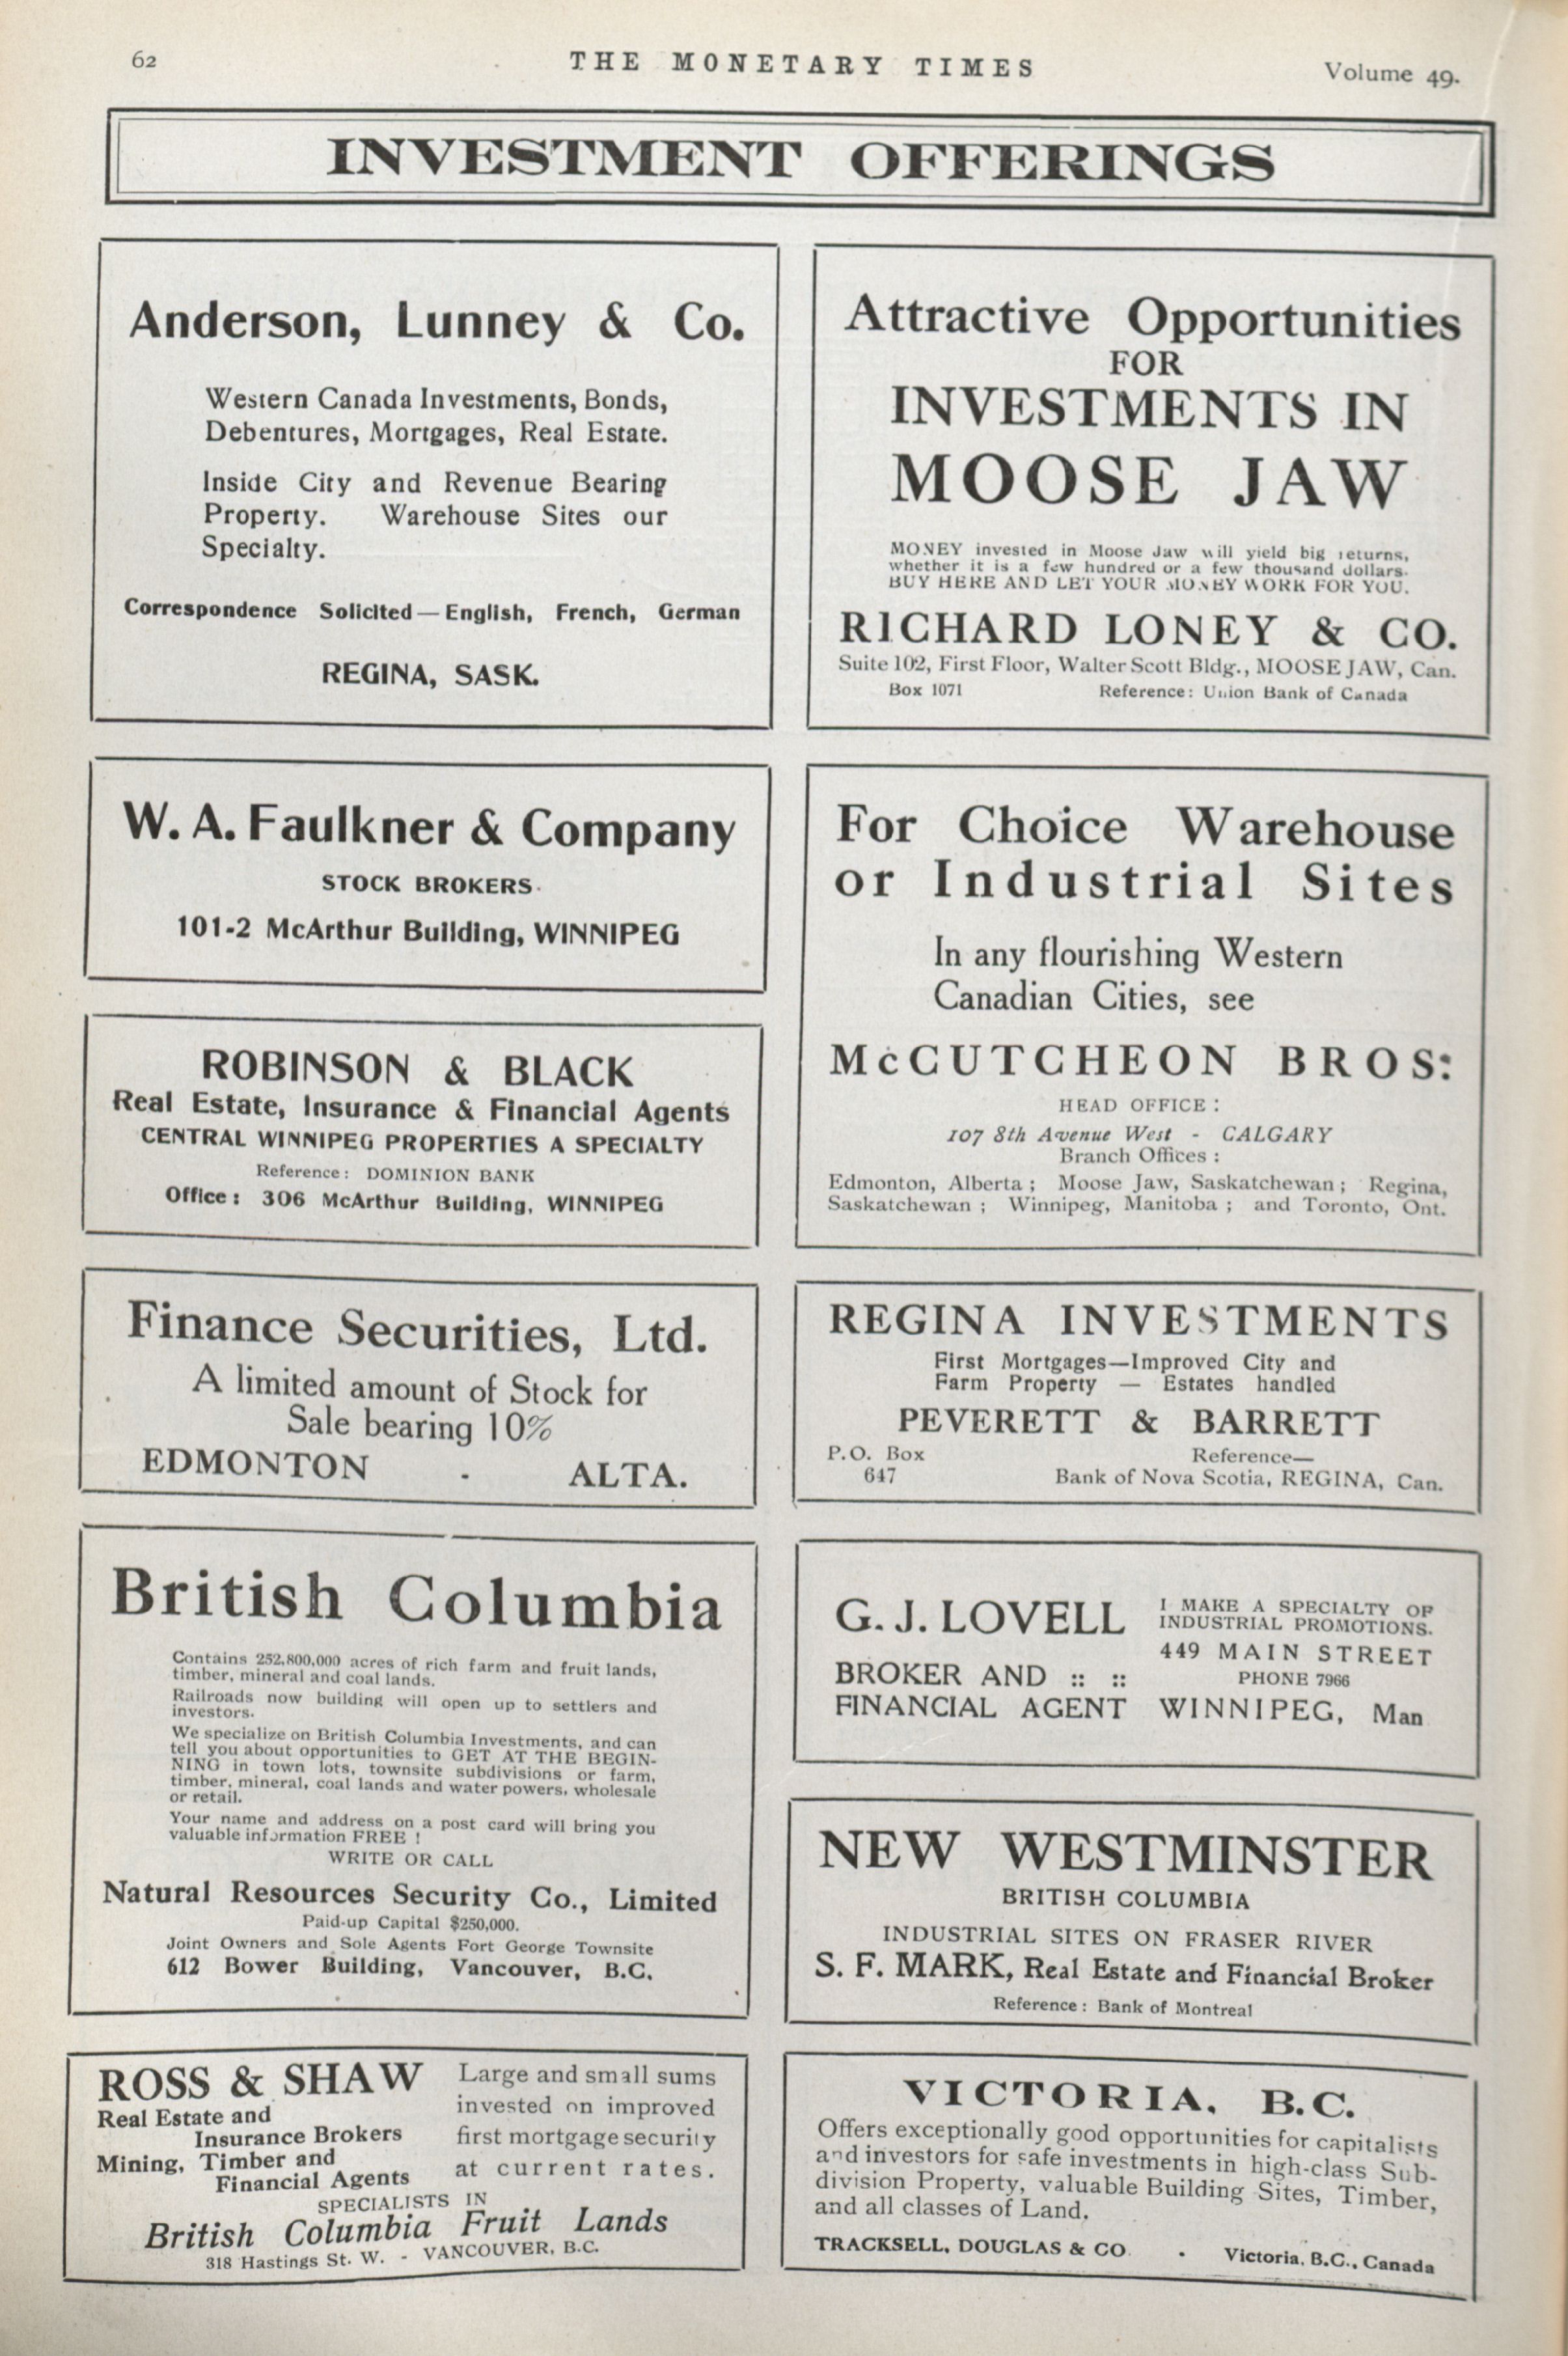 62
THE MONETARY TIMES
Volume 49.
INVESTMENT OFFERINGS
Anderson, Lunney & Co.
Western Canada Investments, Bonds,
Debentures, Mortgages, Real Estate.
Inside City and Revenue Bearing
Property. Warehouse Sites our
Specialty.
Correspondence Solicited—English, French, German
REGINA, SASK.
W. A. Faulkner & Company
STOCK BROKERS.
101-2 McArthur Building, WINNIPEG
ROBINSON & BLACK
Real Estate, Insurance & Financial Agents
CENTRAL WINNIPEG PROPERTIES A SPECIALTY
Reference: DOMINION BANK
Office: 306 McArthur Building, WINNIPEG
Finance Securities, Ltd.
A limited amount of Stock for
Sale bearing 10%
EDMONTON - ALTA.
British Columbia
Contains 252,800,000 acres of rich farm and fruit lands,
timber, mineral and coal lands.
Railroads now building will open up to settlers and
investors.
We specialize on British Columbia Investments, and can
tell you about opportunities to GET AT THE BEGIN-
NING in town lots, townsite subdivisions or farm,
timber, mineral, coal lands and water powers, wholesale
or retail.
Your name and address on a post card will bring you
valuable information FREE !
WRITE OR CALL
Natural Resources Security Co., Limited
Paid-up Capital $250,000.
Joint Owners and Sole Agents Fort George Townsite
612 Bower Building, Vancouver, B.C.
ROSS & SHAW
Real Estate and
Insurance Brokers
Mining, Timber and
Financial Agents
Large and small sums
invested on improved
first mortgage security
at current rates.
SPECIALISTS IN
British Columbia Fruit Lands
318 Hastings St. W. - VANCOUVER, B.C.
Attractive Opportunities
FOR
INVESTMENTS IN
MOOSE JAW
MONEY invested in Moose Jaw will yield big returns,
whether it is a few hundred or a few thousand dollars.
BUY HERE AND LET YOUR MONEY WORK FOR YOU.
RICHARD LONEY & CO.
Suite 102, First Floor, Walter Scott Bldg., MOOSE JAW, Can.
Box 1071 Reference: Union Bank of Canada
For Choice Warehouse
or Industrial Sites
In any flourishing Western
Canadian Cities, see
McCUTCHEON BROS:
HEAD OFFICE:
107 8th Avenue West - CALGARY
Branch Offices:
Edmonton, Alberta; Moose Jaw, Saskatchewan; Regina,
Saskatchewan; Winnipeg, Manitoba; and Toronto, Ont.
REGINA INVESTMENTS
First Mortgages—Improved City and
Farm Property — Estates handled
PEVERETT & BARRETT
P.O. Box
647
Reference—
Bank of Nova Scotia, REGINA, Can.
G. J. LOVELL
BROKER AND :: ::
FINANCIAL AGENT
I MAKE A SPECIALTY OF
INDUSTRIAL PROMOTIONS.
449 MAIN STREET
PHONE 7966
WINNIPEG, Man
NEW WESTMINSTER
BRITISH COLUMBIA
INDUSTRIAL SITES ON FRASER RIVER
S. F. MARK, Real Estate and Financial Broker
Reference: Bank of Montreal
VICTORIA, B.C.
Offers exceptionally good opportunities for capitalists
and investors for safe investments in high-class Sub-
division Property, valuable Building Sites, Timber,
and all classes of Land.
TRACKSELL, DOUGLAS & CO. - Victoria, B.C., Canada